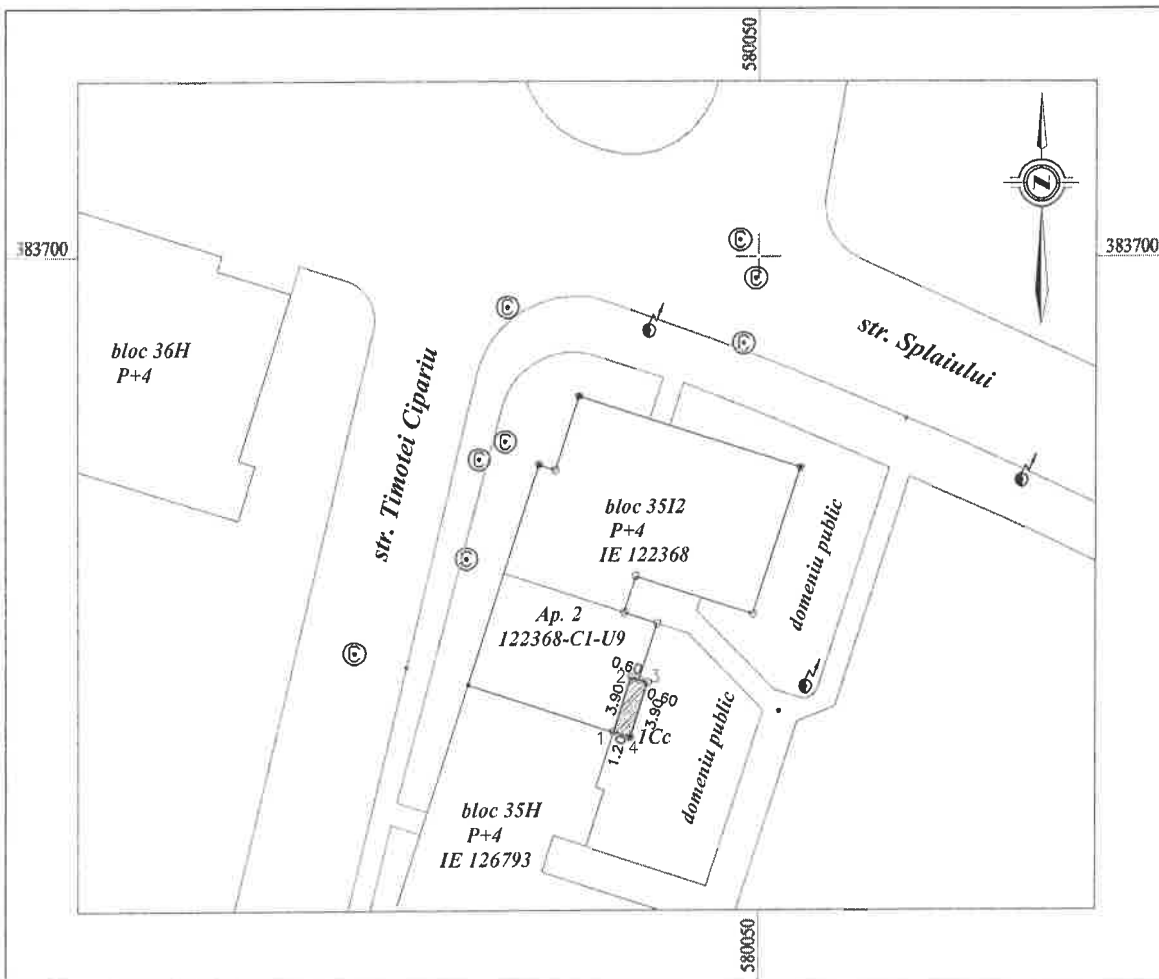 580050
383700
383700
N
bloc 36H
P+4
str. Timotei Cipariu
str. Splaiului
bloc 35I2
P+4
IE 122368
domeniu public
Ap. 2
122368-C1-U9
0.60
2
3
0.60
3.90
3.90
1
1.20
4
1Cc
domeniu public
bloc 35H
P+4
IE 126793
580050